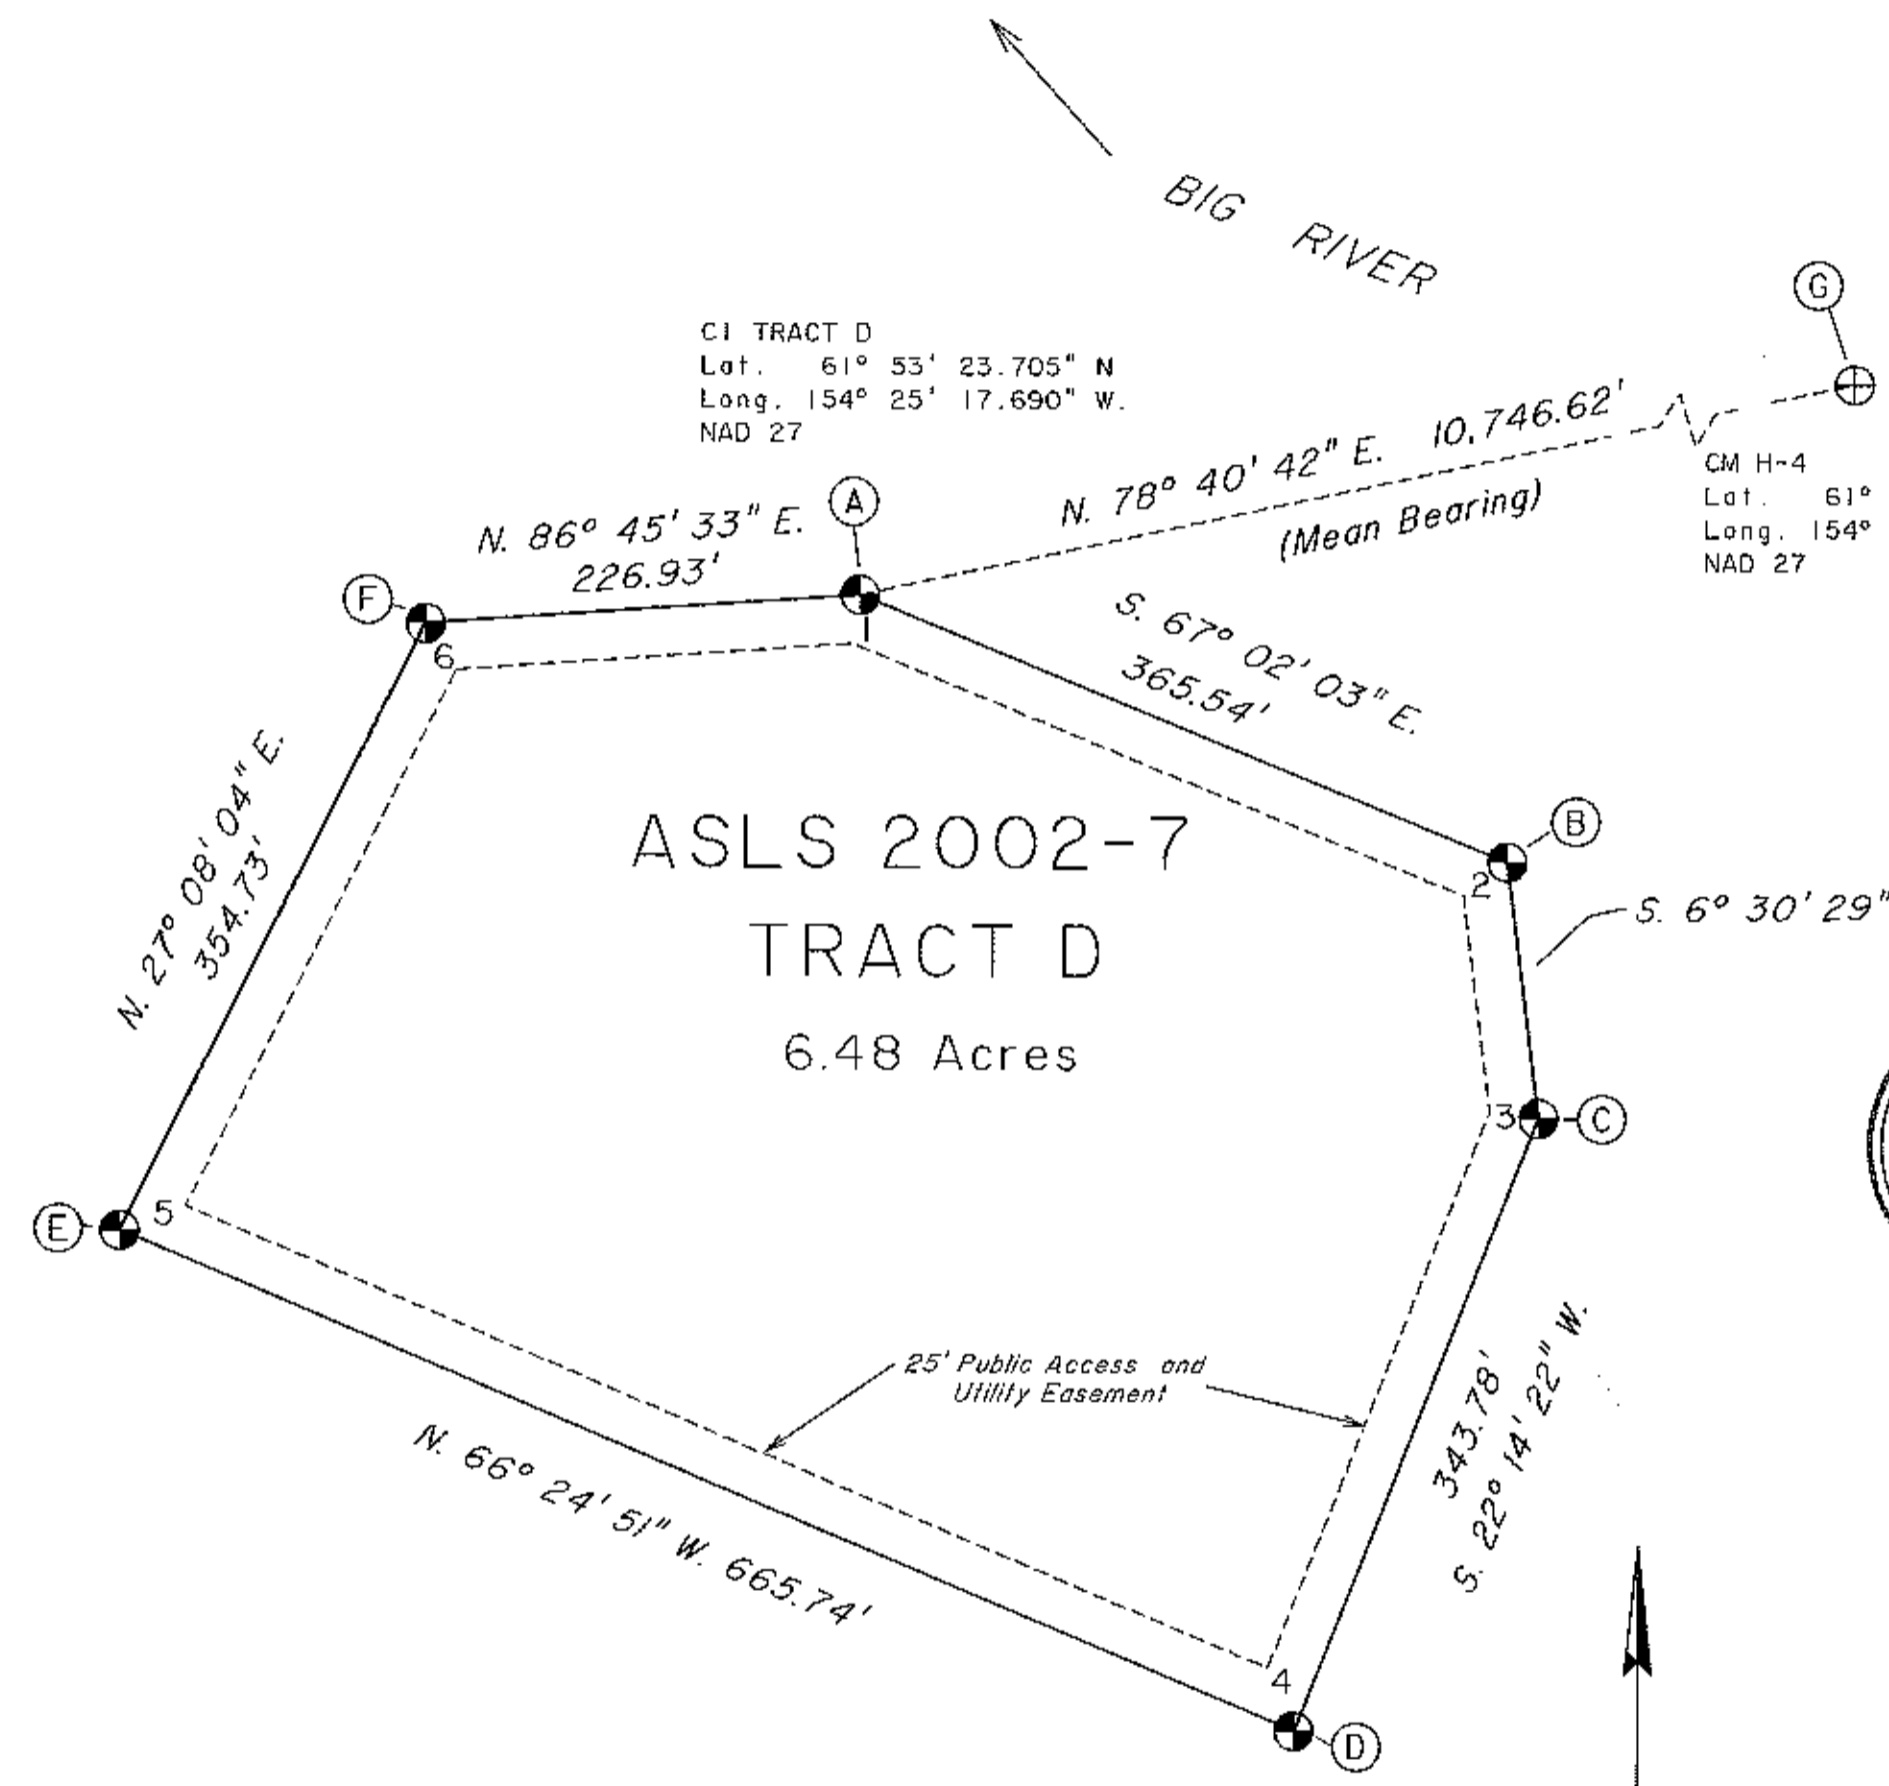 BIG RIVER
G
C1 TRACT D
Lat. 61° 53' 23.705" N
Long. 154° 25' 17.690" W.
NAD 27
N. 78° 40' 42" E. 10,746.62'
(Mean Bearing)
CM H-4
Lat. 61°
Long. 154°
NAD 27
A
N. 86° 45' 33" E.
226.93'
F
1
6
S. 67° 02' 03" E.
365.54'
N. 27° 08' 04" E.
354.73'
ASLS 2002-7
TRACT D
6.48 Acres
B
2
S. 6° 30' 29"
3
C
E
5
25' Public Access and
Utility Easement
343.78'
S. 22° 14' 22" W.
N. 66° 24' 51" W. 665.74'
4
D